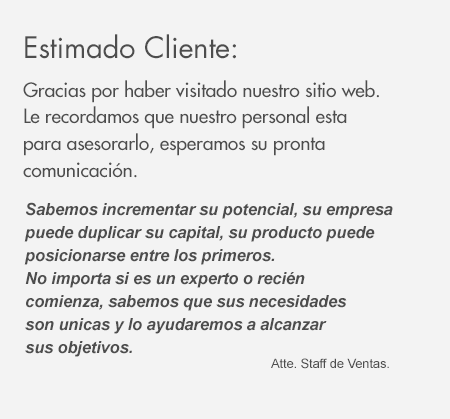 Estimado Cliente:
Gracias por haber visitado nuestro sitio web.
Le recordamos que nuestro personal esta
para asesorarlo, esperamos su pronta
comunicación.
Sabemos incrementar su potencial, su empresa
puede duplicar su capital, su producto puede
posicionarse entre los primeros.
No importa si es un experto o recién
comienza, sabemos que sus necesidades
son unicas y lo ayudaremos a alcanzar
sus objetivos.
Atte. Staff de Ventas.